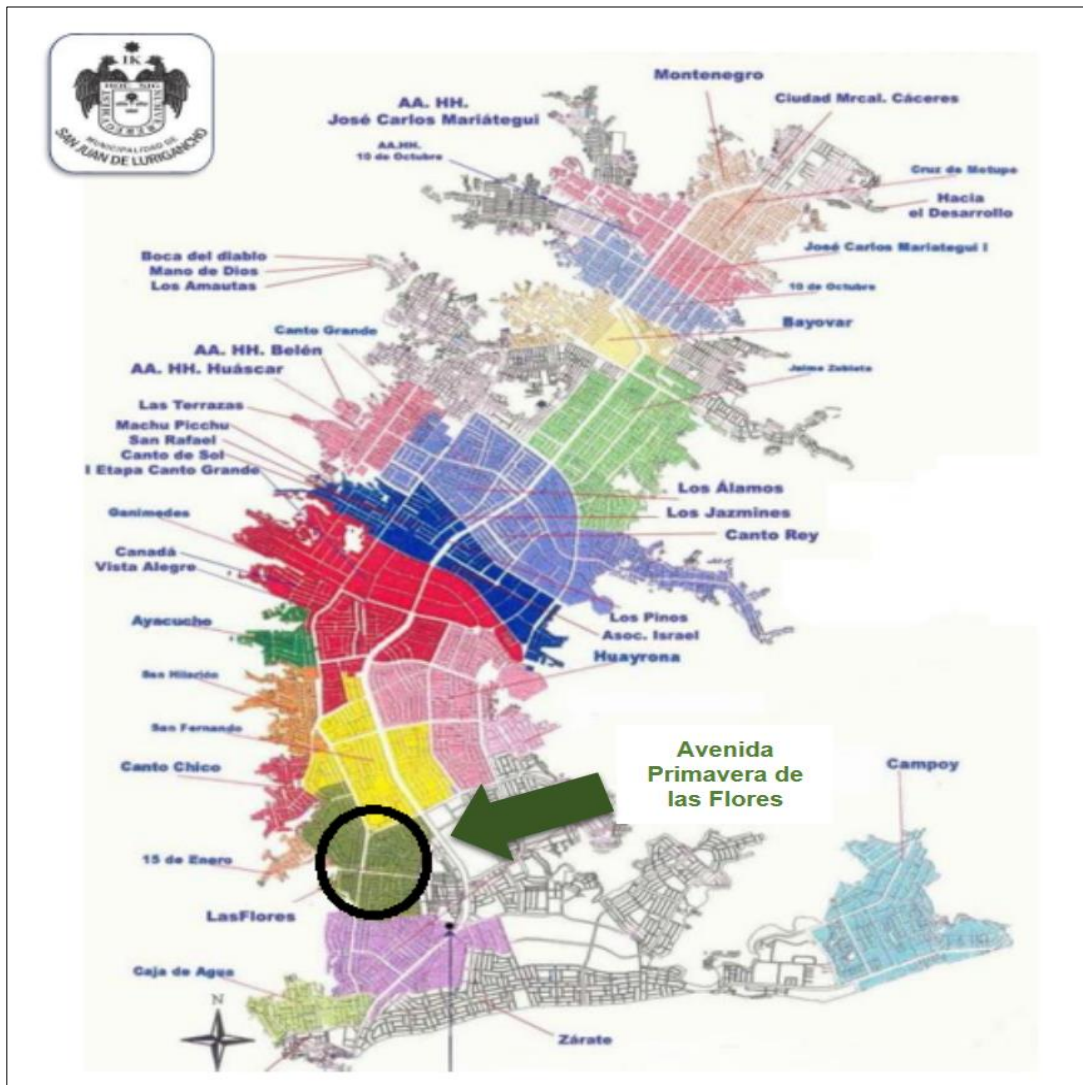 IK
MUNICIPALIDAD DE
SAN JUAN DE LURIGANCHO
Montenegro
Ciudad Mrcal. Cáceres
AA. HH.
José Carlos Mariátegui
AA.HH.
10 de Octubre
Cruz de Motupe
Hacia
el Desarrollo
José Carlos Mariategui I
10 de Octubre
Bayovar
Boca del diablo
Mano de Dios
Los Amautas
Canto Grande
AA. HH. Belén
AA. HH. Huáscar
Jaime Zubieta
Las Terrazas
Machu Picchu
San Rafael
Canto de Sol
I Etapa Canto Grande
Ganimedes
Canadá
Vista Alegre
Los Álamos
Los Jazmines
Canto Rey
Los Pinos
Asoc. Israel
Huayrona
Ayacucho
San Hilarión
San Fernando
Canto Chico
Avenida
Primavera de
las Flores
Campoy
15 de Enero
LasFlores
Caja de Agua
N
Zárate